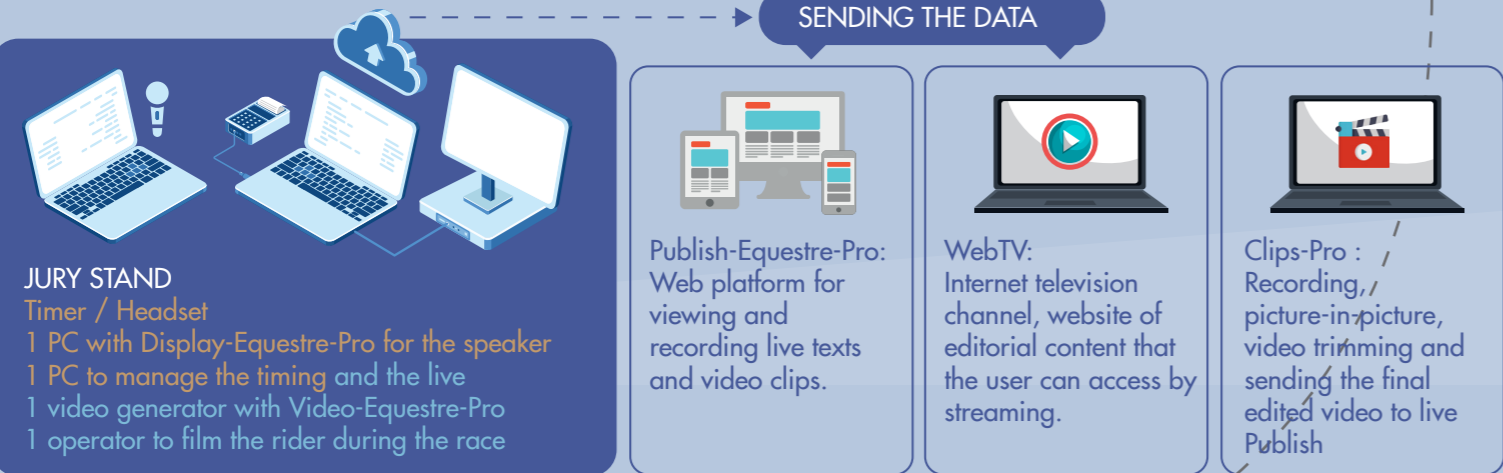 SENDING THE DATA
JURY STAND
Timer / Headset
1 PC with Display-Equestre-Pro for the speaker
1 PC to manage the timing and the live
1 video generator with Video-Equestre-Pro
1 operator to film the rider during the race
Publish-Equestre-Pro:
Web platform for
viewing and
recording live texts
and video clips.
WebTV:
Internet television
channel, website of
editorial content that
the user can access by
streaming.
Clips-Pro :
Recording,
picture-in-picture,
video trimming and
sending the final
edited video to live
Publish